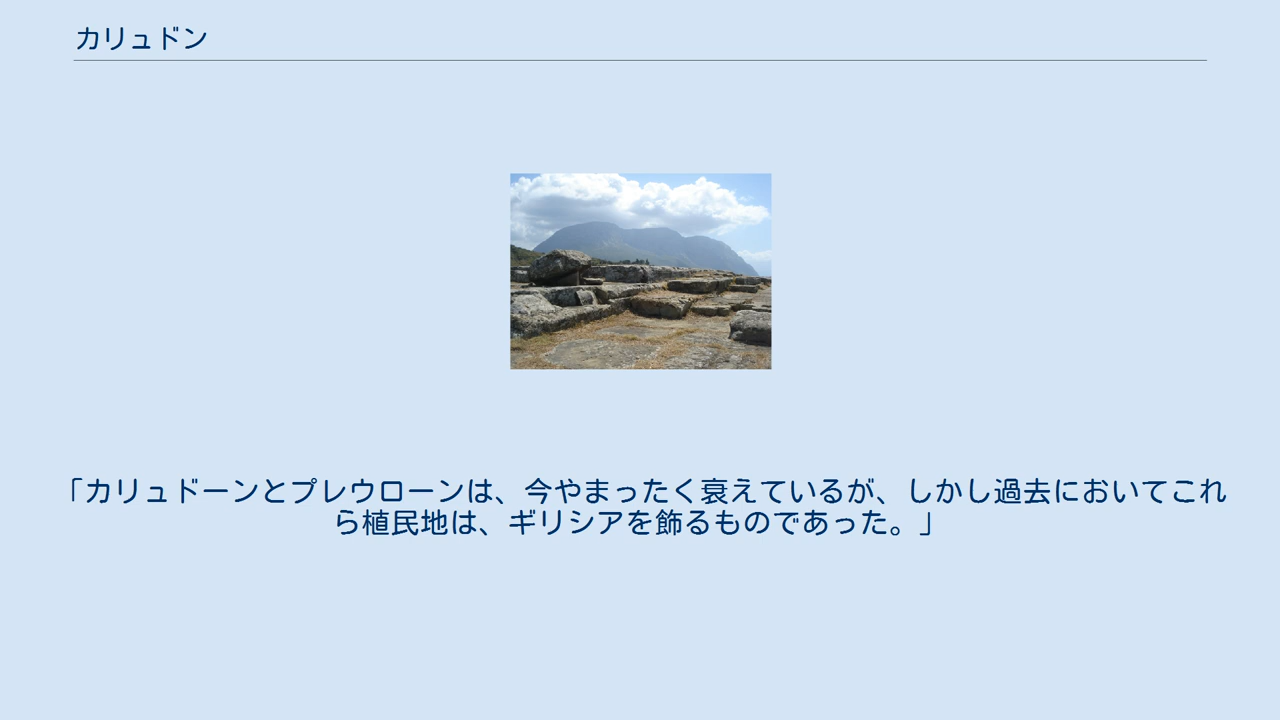 カリュドン
「カリュドーンとプレウローンは、今やまったく衰えているが、しかし過去においてこれ
ら植民地は、ギリシアを飾るものであった。」